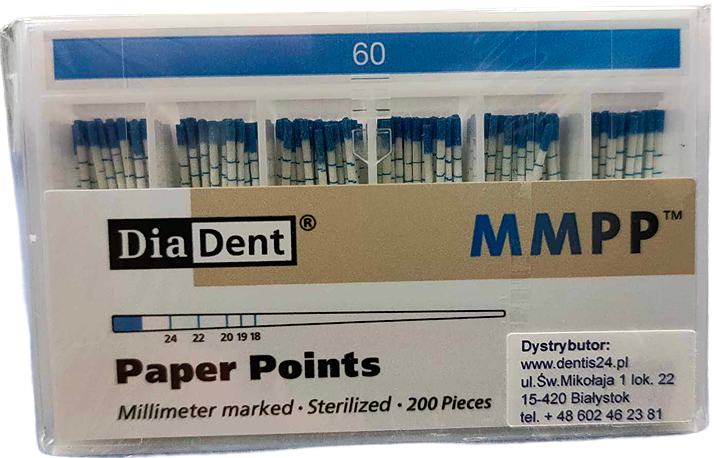 60
DiaDent®
MMPP™
24 22 20 19 18
Paper Points
Millimeter marked · Sterilized · 200 Pieces
Dystrybutor:
www.dentis24.pl
ul.Św.Mikołaja 1 lok. 22
15-420 Białystok
tel. + 48 602 46 23 81